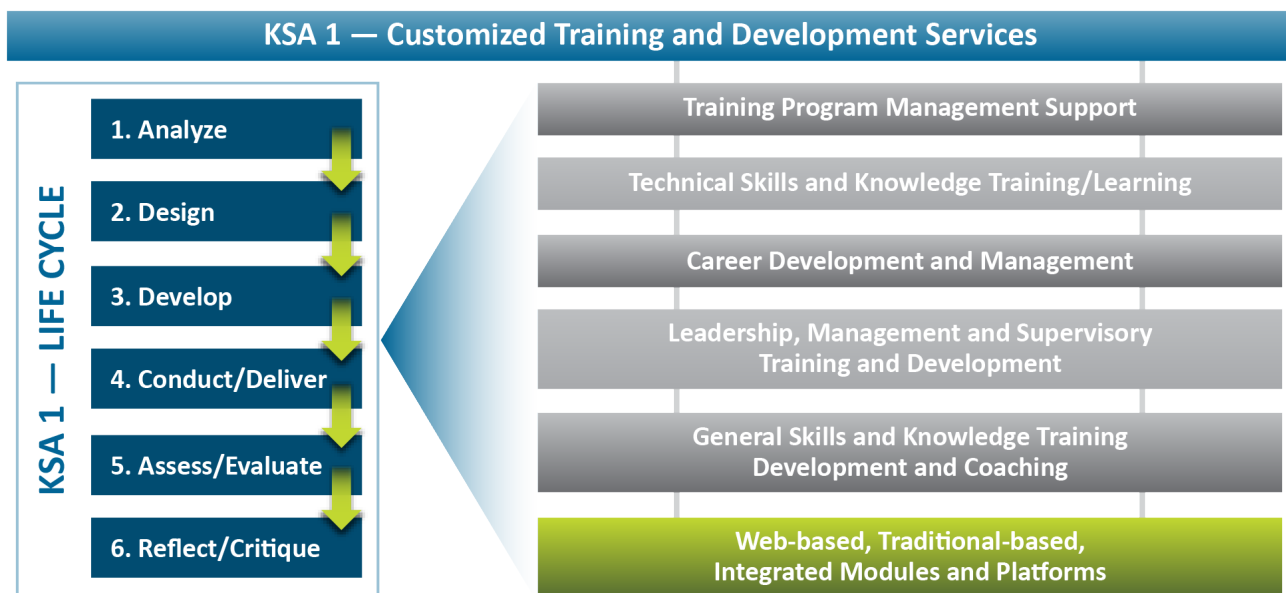 KSA 1 — Customized Training and Development Services
KSA 1 — LIFE CYCLE
1. Analyze
2. Design
3. Develop
4. Conduct/Deliver
5. Assess/Evaluate
6. Reflect/Critique
Training Program Management Support
Technical Skills and Knowledge Training/Learning
Career Development and Management
Leadership, Management and Supervisory
Training and Development
General Skills and Knowledge Training
Development and Coaching
Web-based, Traditional-based,
Integrated Modules and Platforms